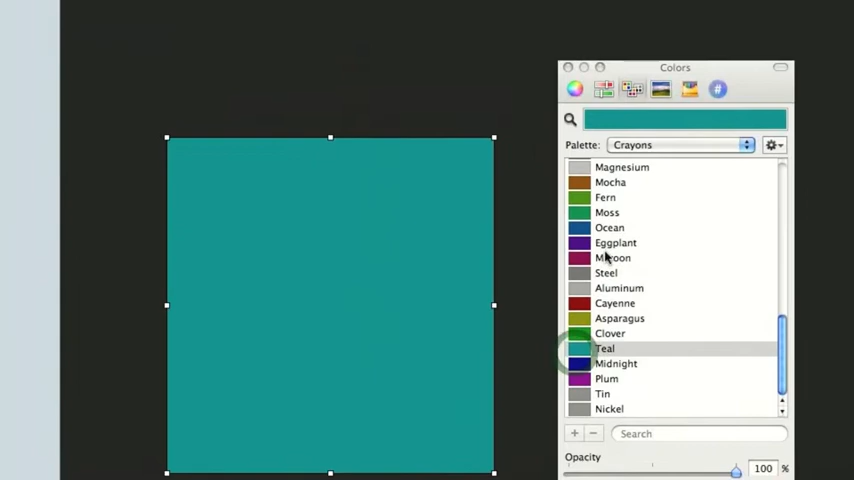 Colors
Palette: Crayons
Magnesium
Mocha
Fern
Moss
Ocean
Eggplant
Maroon
Steel
Aluminum
Cayenne
Asparagus
Clover
Teal
Midnight
Plum
Tin
Nickel
Search
Opacity
100 %